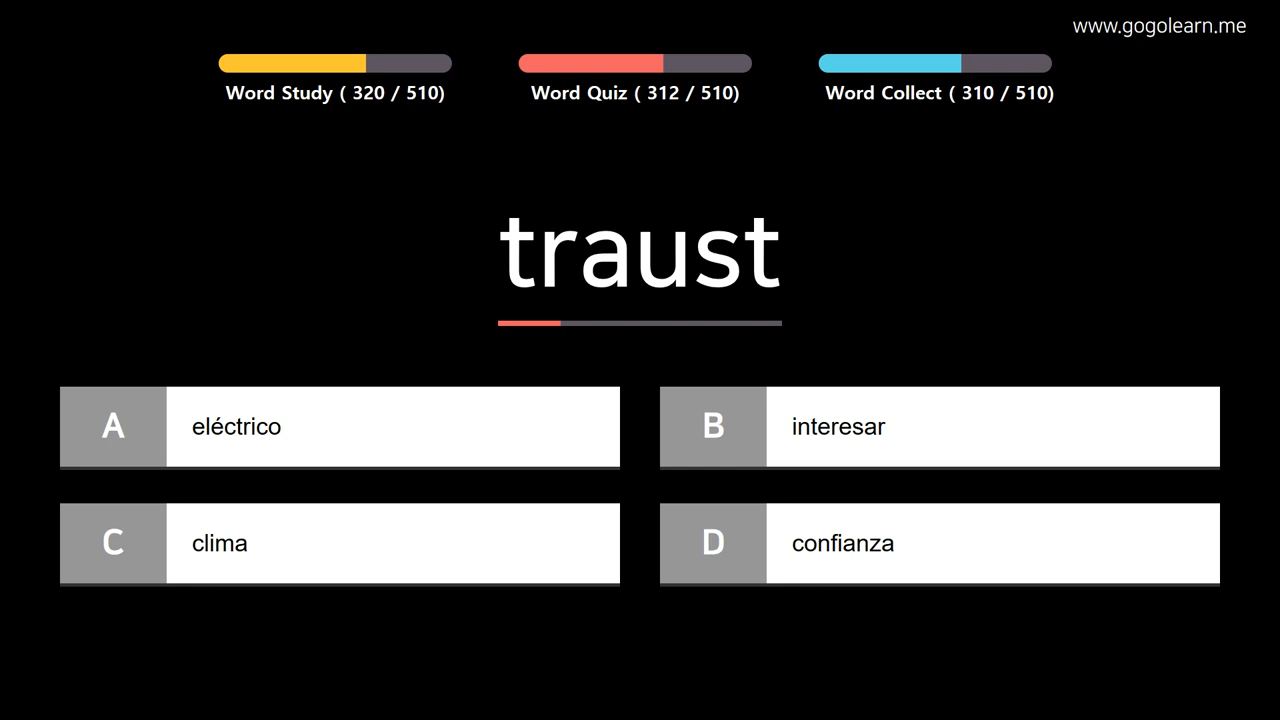 www.gogolearn.me
Word Study ( 320 / 510)
Word Quiz ( 312 / 510)
Word Collect ( 310 / 510)
traust
A
eléctrico
B
interesar
C
clima
D
confianza